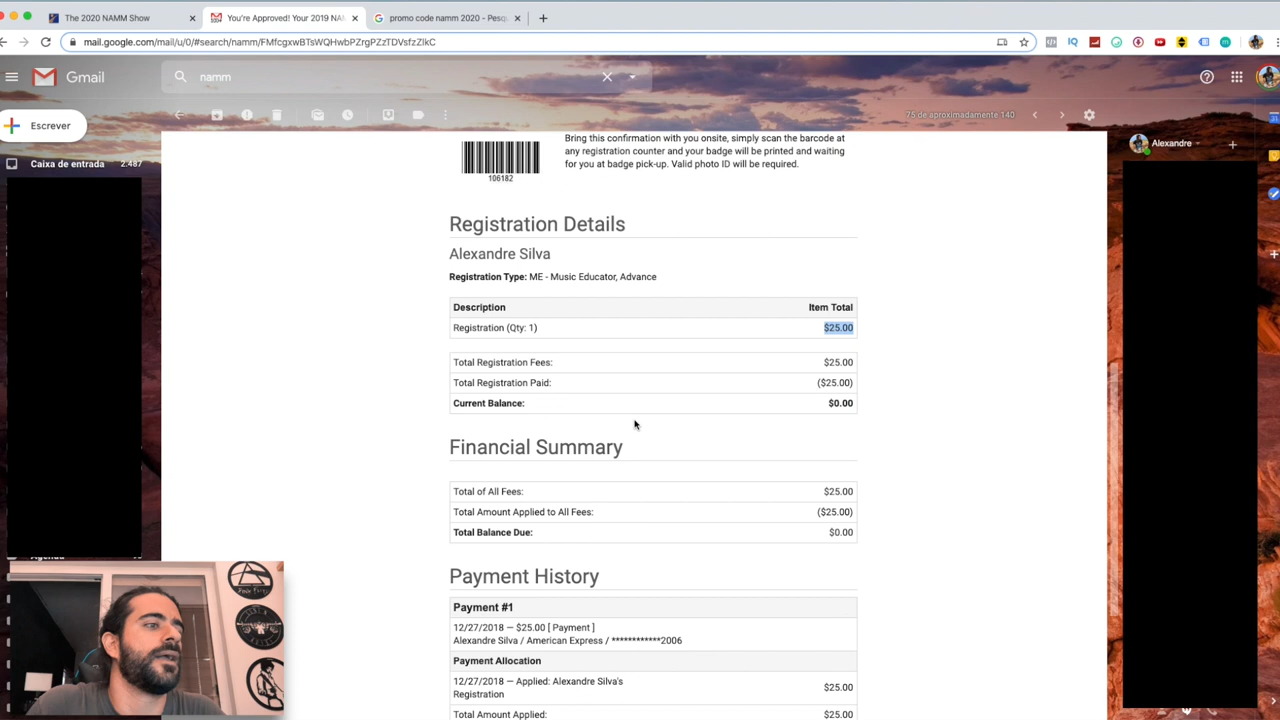 The 2020 NAMM Show
You're Approved! Your 2019 NAM
promo code namm 2020 - Pesq
mail.google.com/mail/u/0/#search/namm/FMfcgxwBTsWQHwbPZrgPZzTDVsfzZlkC
Gmail
namm
Escrever
75 de aproximadamente 140
Caixa de entrada 2.487
Alexandre
Bring this confirmation with you onsite, simply scan the barcode at
any registration counter and your badge will be printed and waiting
for you at badge pick-up. Valid photo ID will be required.
106182
Registration Details
Alexandre Silva
Registration Type: ME - Music Educator, Advance
Description Item Total
Registration (Qty: 1) $25.00
Total Registration Fees: $25.00
Total Registration Paid: ($25.00)
Current Balance: $0.00
Financial Summary
Total of All Fees: $25.00
Total Amount Applied to All Fees: ($25.00)
Total Balance Due: $0.00
Payment History
Payment #1
12/27/2018 — $25.00 [ Payment ]
Alexandre Silva / American Express / ************2006
Payment Allocation
12/27/2018 — Applied: Alexandre Silva's
Registration $25.00
Total Amount Applied: $25.00